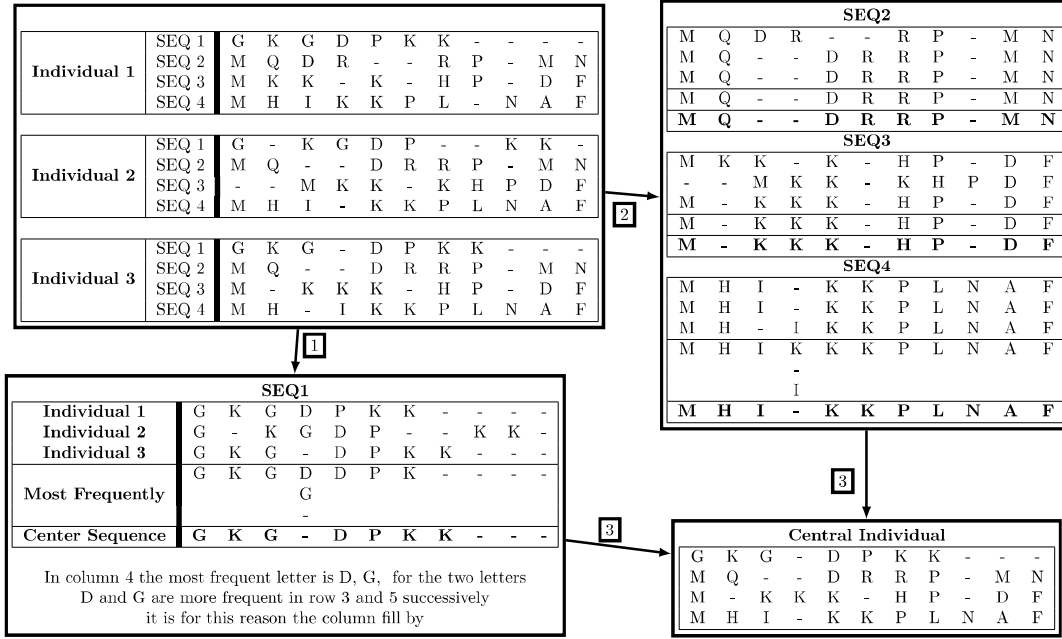 Individual 1
SEQ 1 G K G D P K K - - - -
SEQ 2 M Q D R - - R P - M N
SEQ 3 M K K - K - H P - D F
SEQ 4 M H I K K P L - N A F
Individual 2
SEQ 1 G - K G D P - - K K -
SEQ 2 M Q - - D R R P - M N
SEQ 3 - - M K K - K H P D F
SEQ 4 M H I - K K P L N A F
Individual 3
SEQ 1 G K G - D P K K - - -
SEQ 2 M Q - - D R R P - M N
SEQ 3 M - K K K - H P - D F
SEQ 4 M H - I K K P L N A F
1
2
SEQ2
M Q D R - - R P - M N
M Q - - D R R P - M N
M Q - - D R R P - M N
M Q - - D R R P - M N
M Q - - D R R P - M N
SEQ3
M K K - K - H P - D F
- - M K K - K H P D F
M - K K K - H P - D F
M - K K K - H P - D F
M - K K K - H P - D F
SEQ4
M H I - K K P L N A F
M H I - K K P L N A F
M H - I K K P L N A F
M H I K K K P L N A F
-
I
M H I - K K P L N A F
SEQ1
Individual 1 G K G D P K K - - - -
Individual 2 G - K G D P - - K K -
Individual 3 G K G - D P K K - - -
G K G D D P K - - - -
Most Frequently G
-
Center Sequence G K G - D P K K - - -
In column 4 the most frequent letter is D, G, for the two letters
D and G are more frequent in row 3 and 5 successively
it is for this reason the column fill by
3
3
Central Individual
G K G - D P K K - - -
M Q - - D R R P - M N
M - K K K - H P - D F
M H I - K K P L N A F